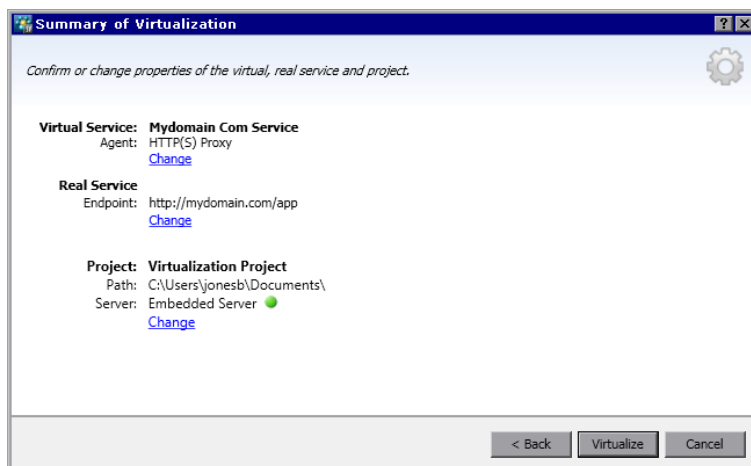 Summary of Virtualization
Confirm or change properties of the virtual, real service and project.
Virtual Service: Mydomain Com Service
Agent: HTTP(S) Proxy
Change
Real Service
Endpoint: http://mydomain.com/app
Change
Project: Virtualization Project
Path: C:\Users\jonesb\Documents\
Server: Embedded Server
Change
< Back Virtualize Cancel